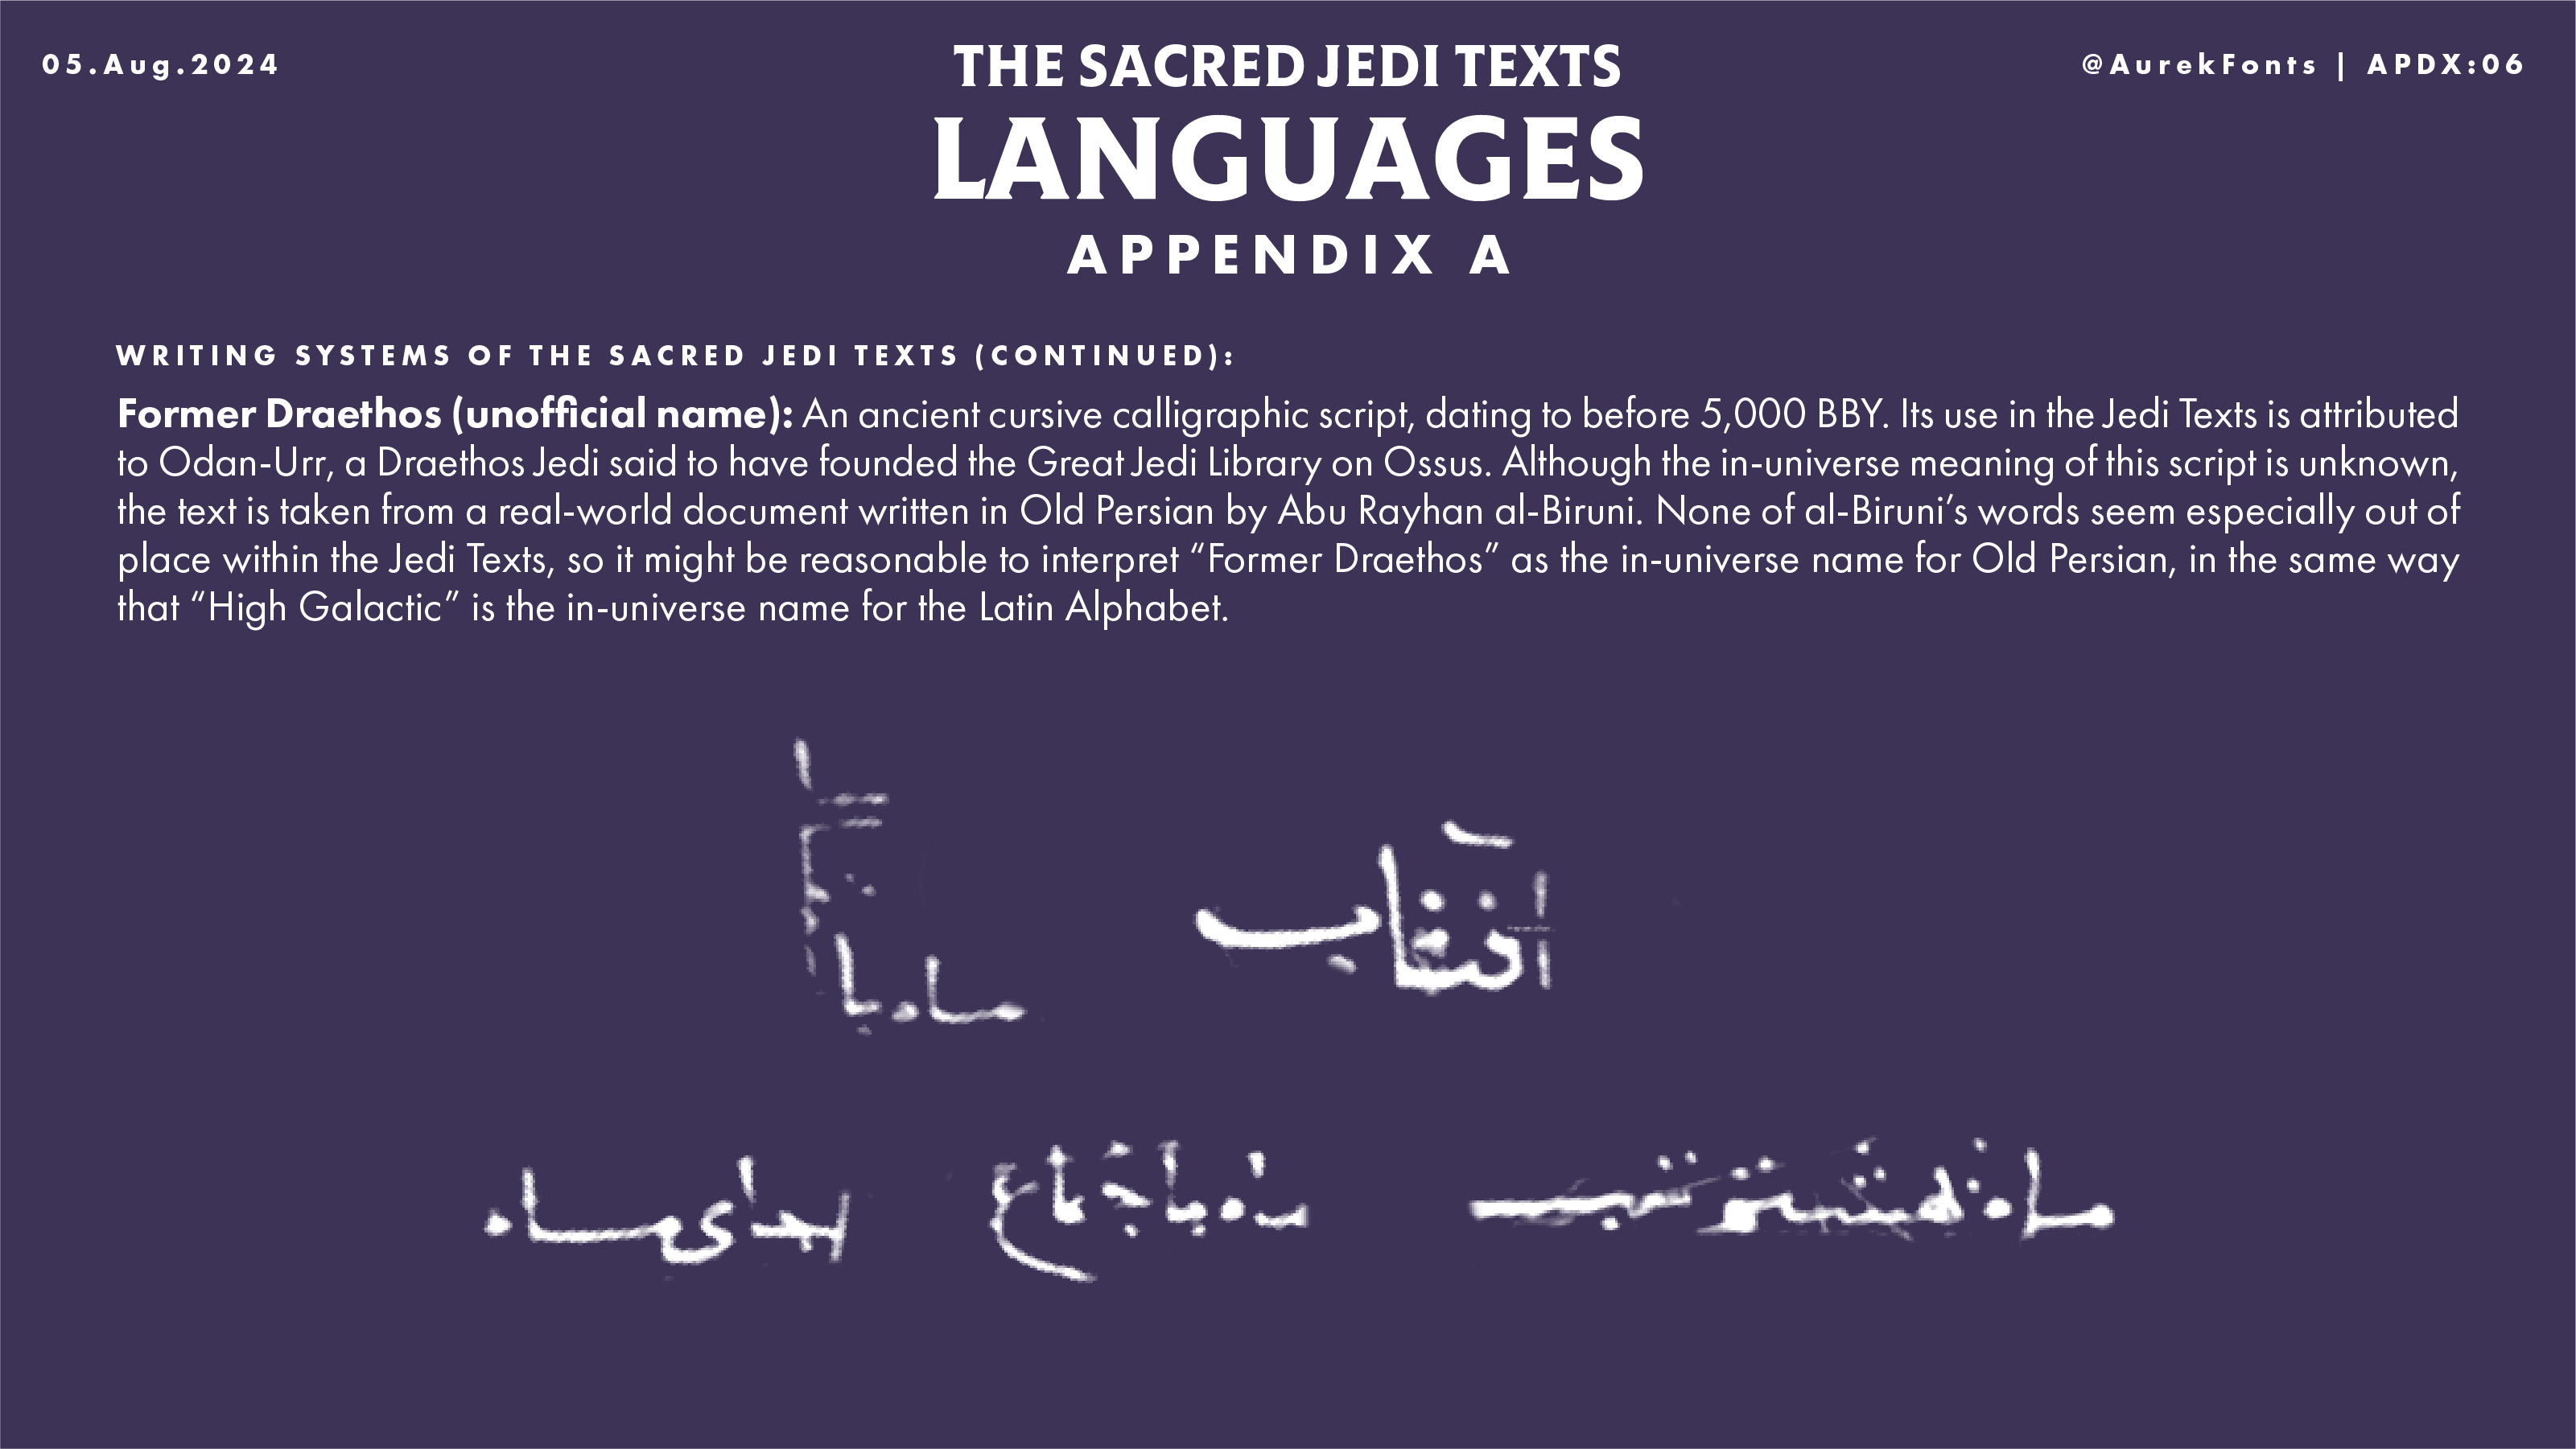 05.Aug.2024
THE SACRED JEDI TEXTS
@AurekFonts | APDX:06
LANGUAGES
APPENDIX A
WRITING SYSTEMS OF THE SACRED JEDI TEXTS (CONTINUED):
Former Draethos (unofficial name): An ancient cursive calligraphic script, dating to before 5,000 BBY. Its use in the Jedi Texts is attributed
to Odan-Urr, a Draethos Jedi said to have founded the Great Jedi Library on Ossus. Although the in-universe meaning of this script is unknown,
the text is taken from a real-world document written in Old Persian by Abu Rayhan al-Biruni. None of al-Biruni’s words seem especially out of
place within the Jedi Texts, so it might be reasonable to interpret “Former Draethos” as the in-universe name for Old Persian, in the same way
that “High Galactic” is the in-universe name for the Latin Alphabet.
آفتاب
ماه با
ماه باجتماع
ماه